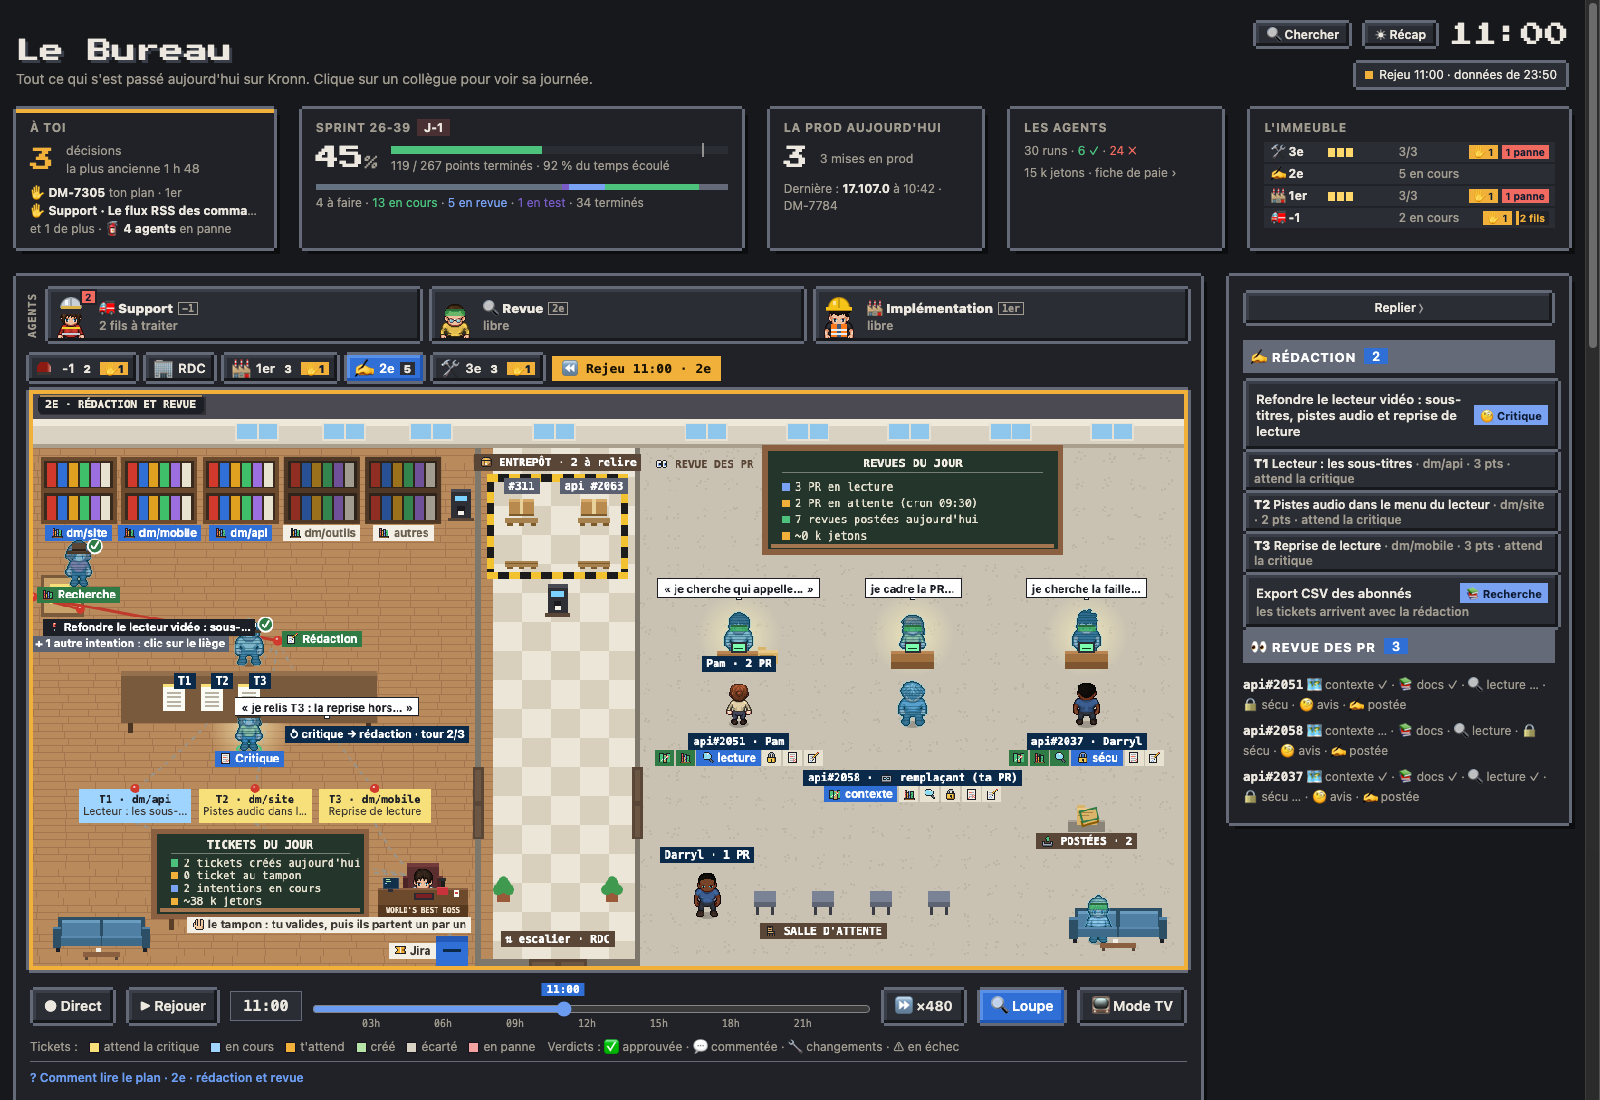 Le Bureau
Tout ce qui s'est passé aujourd'hui sur Kronn. Clique sur un collègue pour voir sa journée.
Chercher
Récap
11:00
Rejeu 11:00 · données de 23:50
À TOI
3 décisions
la plus ancienne 1 h 48
DM-7305 ton plan · 1er
Support · Le flux RSS des comma…
et 1 de plus · 4 agents en panne
SPRINT 26-39 J-1
45%
119 / 267 points terminés · 92 % du temps écoulé
4 à faire · 13 en cours · 5 en revue · 1 en test · 34 terminés
LA PROD AUJOURD'HUI
3 3 mises en prod
Dernière : 17.107.0 à 10:42 ·
DM-7784
LES AGENTS
30 runs · 6 ✓ · 24 ✕
15 k jetons · fiche de paie ›
L'IMMEUBLE
3e 3/3 1 1 panne
2e 5 en cours
1er 3/3 1 1 panne
-1 2 en cours 1 2 fils
AGENTS
2
Support -1
2 fils à traiter
Revue 2e
libre
Implémentation 1er
libre
-1 2 1
RDC
1er 3 1
2e 5
3e 3 1
Rejeu 11:00 · 2e
2E · RÉDACTION ET REVUE
dm/site
dm/mobile
dm/api
dm/outils
autres
Recherche
Refondre le lecteur vidéo : sous-…
+ 1 autre intention : clic sur le liège
Rédaction
T1
T2
T3
« je relis T3 : la reprise hors… »
critique → rédaction · tour 2/3
Critique
T1 · dm/api
Lecteur : les sous-…
T2 · dm/site
Pistes audio dans l…
T3 · dm/mobile
Reprise de lecture
TICKETS DU JOUR
2 tickets créés aujourd'hui
0 ticket au tampon
2 intentions en cours
~38 k jetons
WORLD'S BEST BOSS
le tampon : tu valides, puis ils partent un par un
Jira
ENTREPÔT · 2 à relire
#311
api #2063
⇅ escalier · RDC
REVUE DES PR
REVUES DU JOUR
3 PR en lecture
2 PR en attente (cron 09:30)
7 revues postées aujourd'hui
~0 k jetons
« je cherche qui appelle… »
je cadre la PR…
je cherche la faille…
Pam · 2 PR
api#2051 · Pam
lecture
api#2058 · remplaçant (ta PR)
contexte
api#2037 · Darryl
sécu
POSTÉES · 2
Darryl · 1 PR
SALLE D'ATTENTE
Direct
Rejouer
11:00
11:00
03h 06h 09h 12h 15h 18h 21h
×480
Loupe
Mode TV
Tickets : attend la critique · en cours · t'attend · créé · écarté · en panne Verdicts : approuvée · commentée · changements · en échec
? Comment lire le plan · 2e · rédaction et revue
Replier ›
RÉDACTION 2
Refondre le lecteur vidéo : sous-
titres, pistes audio et reprise de
lecture
Critique
T1 Lecteur : les sous-titres · dm/api · 3 pts ·
attend la critique
T2 Pistes audio dans le menu du lecteur · dm/site
· 2 pts · attend la critique
T3 Reprise de lecture · dm/mobile · 3 pts · attend
la critique
Export CSV des abonnés
les tickets arrivent avec la rédaction
Recherche
REVUE DES PR 3
api#2051 contexte ✓ · docs ✓ · lecture … ·
sécu · avis · postée
api#2058 contexte … · docs · lecture ·
sécu · avis · postée
api#2037 contexte ✓ · docs ✓ · lecture ✓ ·
sécu … · avis · postée